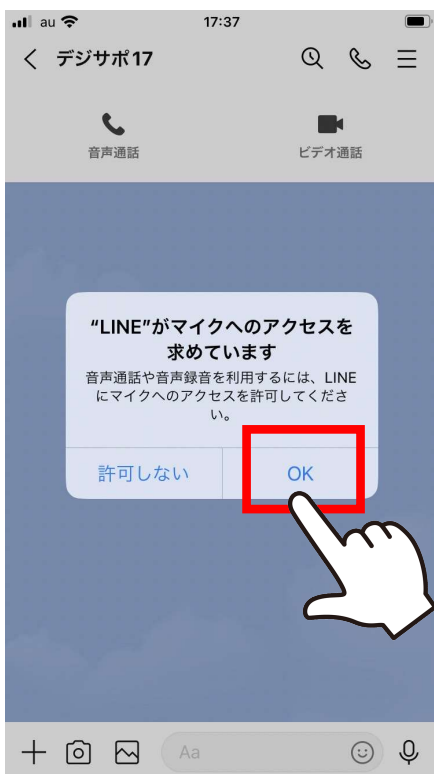 au 17:37
デジサポ17
音声通話 ビデオ通話
“LINE”がマイクへのアクセスを
求めています
音声通話や音声録音を利用するには、LINE
にマイクへのアクセスを許可してくださ
い。
許可しない OK
Aa